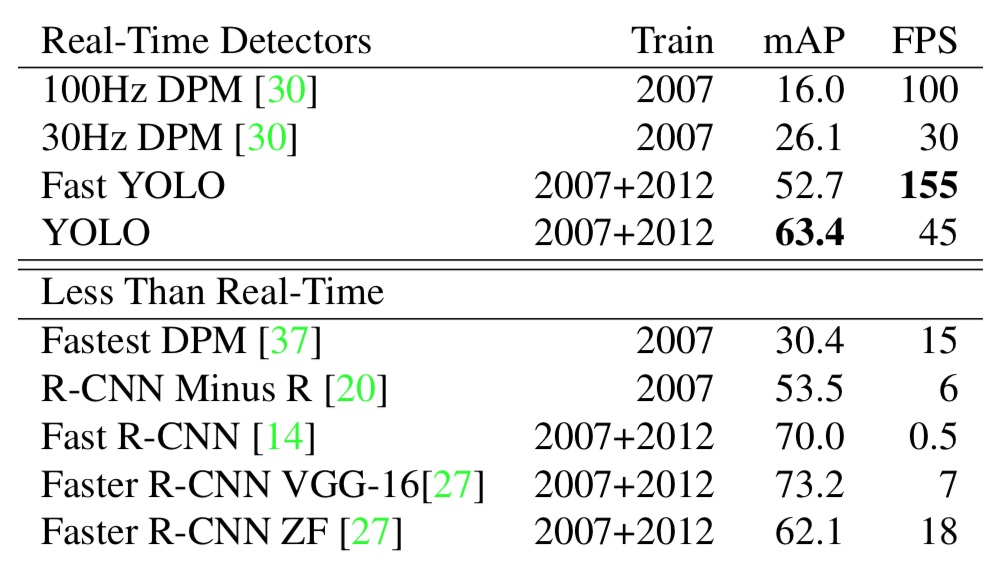 Real-Time Detectors Train mAP FPS
100Hz DPM [30] 2007 16.0 100
30Hz DPM [30] 2007 26.1 30
Fast YOLO 2007+2012 52.7 155
YOLO 2007+2012 63.4 45
Less Than Real-Time
Fastest DPM [37] 2007 30.4 15
R-CNN Minus R [20] 2007 53.5 6
Fast R-CNN [14] 2007+2012 70.0 0.5
Faster R-CNN VGG-16[27] 2007+2012 73.2 7
Faster R-CNN ZF [27] 2007+2012 62.1 18